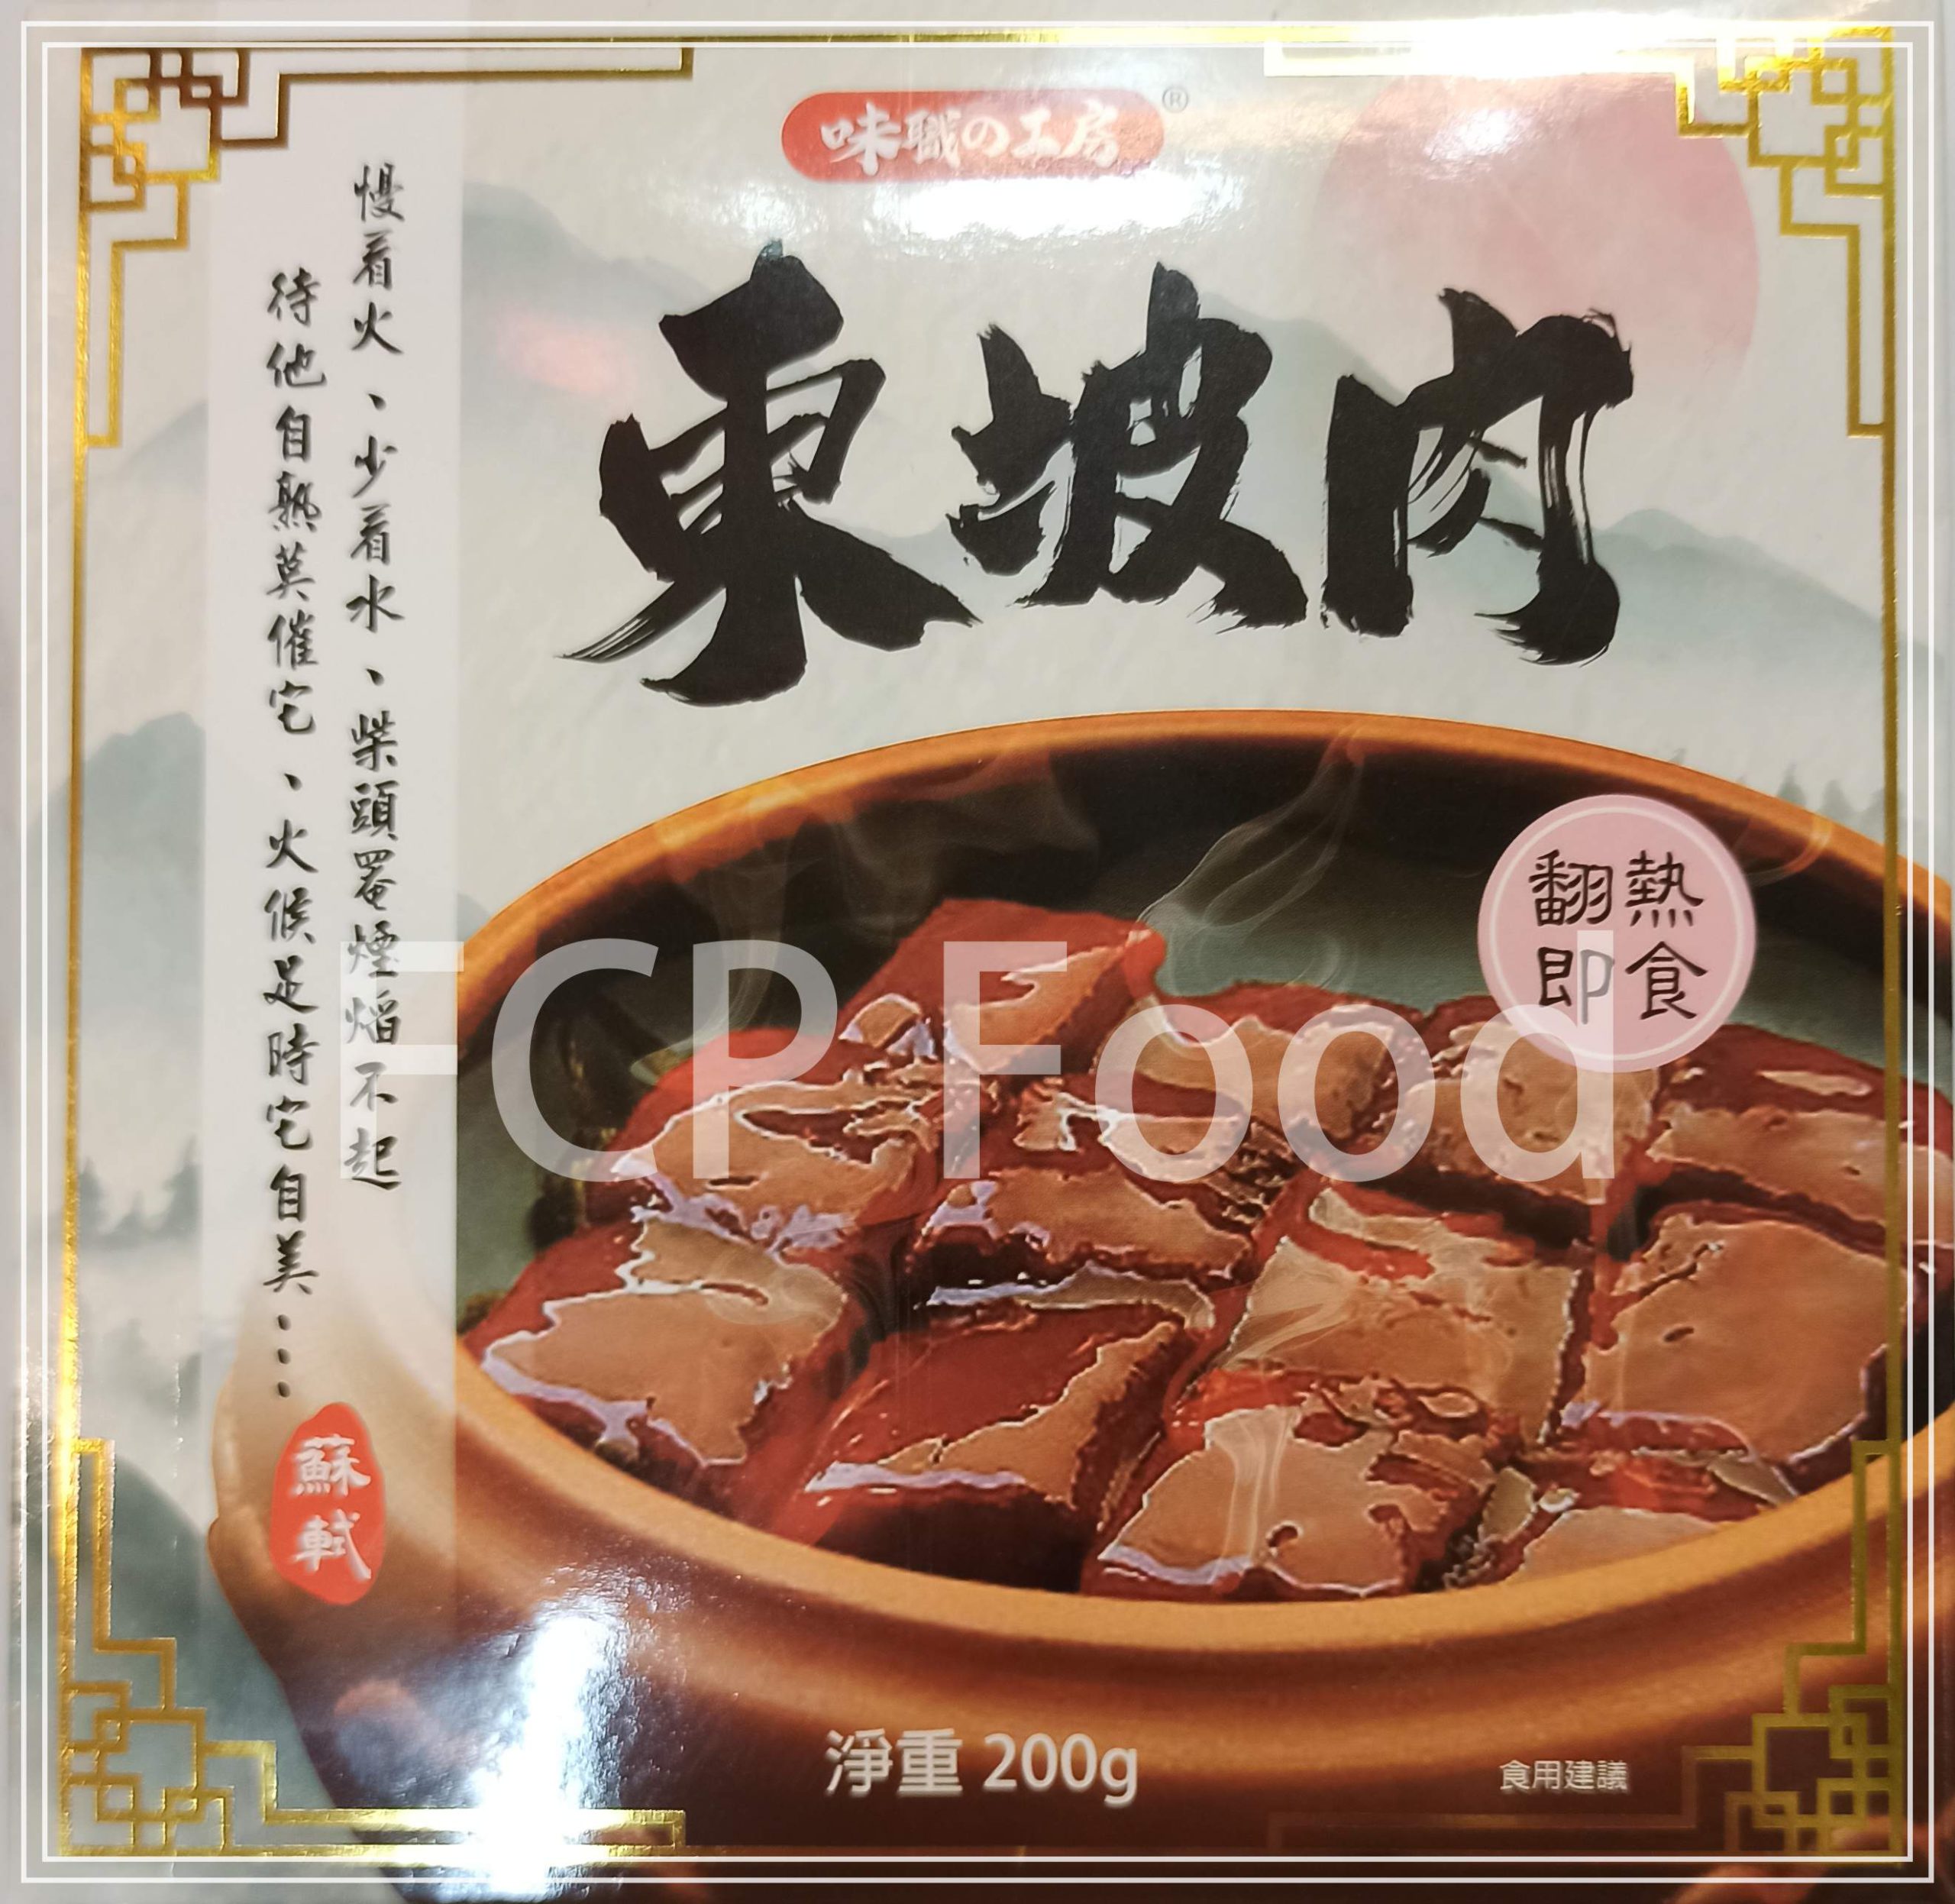 味職の工房®
東坡肉
慢着火、少着水、柴頭罨煙熖不起
待他自熟莫催它、火候足時它自美⋯⋯
蘇軾
翻熱
即食
FCP Food
淨重 200g
食用建議